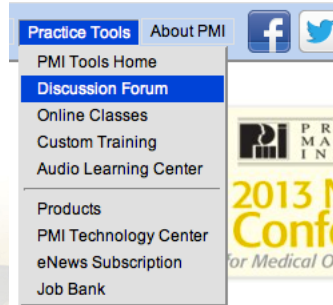 Practice Tools About PMI
PMI Tools Home
Discussion Forum
Online Classes
Custom Training
Audio Learning Center
Products
PMI Technology Center
eNews Subscription
Job Bank
P R
M A
I N
2013
Conf
for Medical O